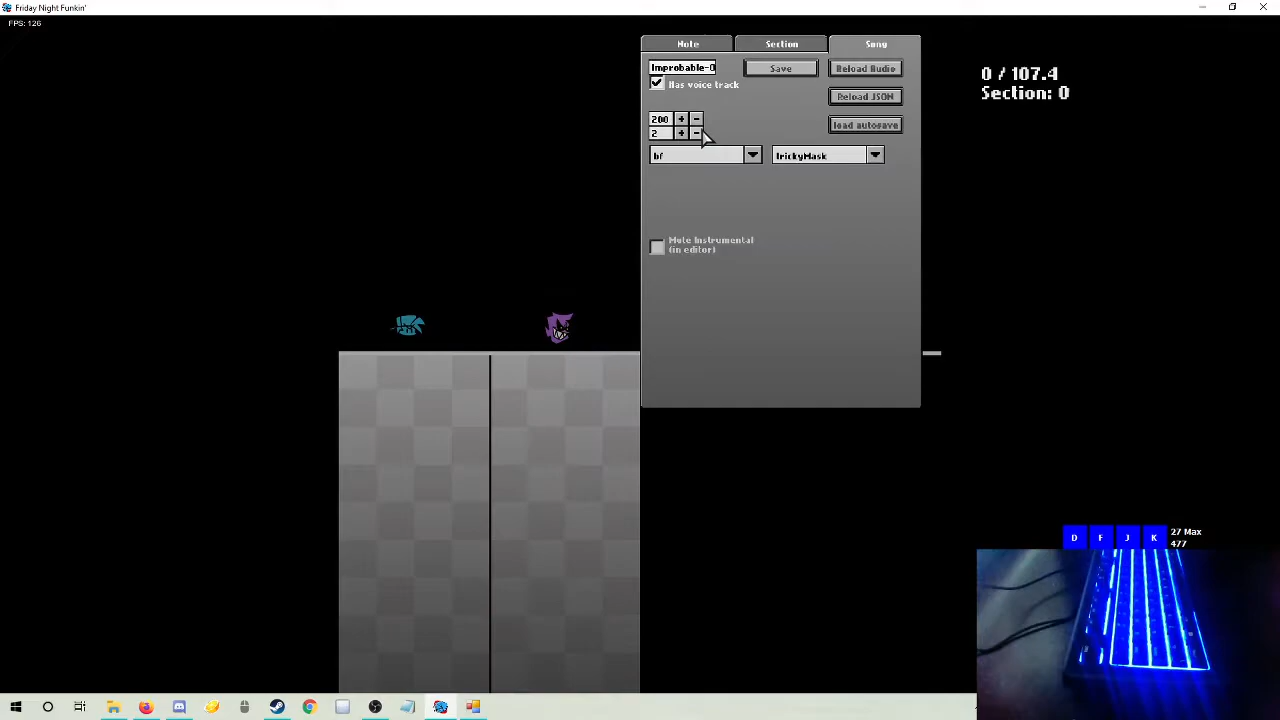 Friday Night Funkin'
FPS: 126
Note
Section
Song
Improbable-O
Save
Reload Audio
Has voice track
Reload JSON
200 + -
load autosave
2 + -
bf
trickyMask
Mute Instrumental
(in editor)
0 / 107.4
Section: 0
D
F
J
K
27 Max
477